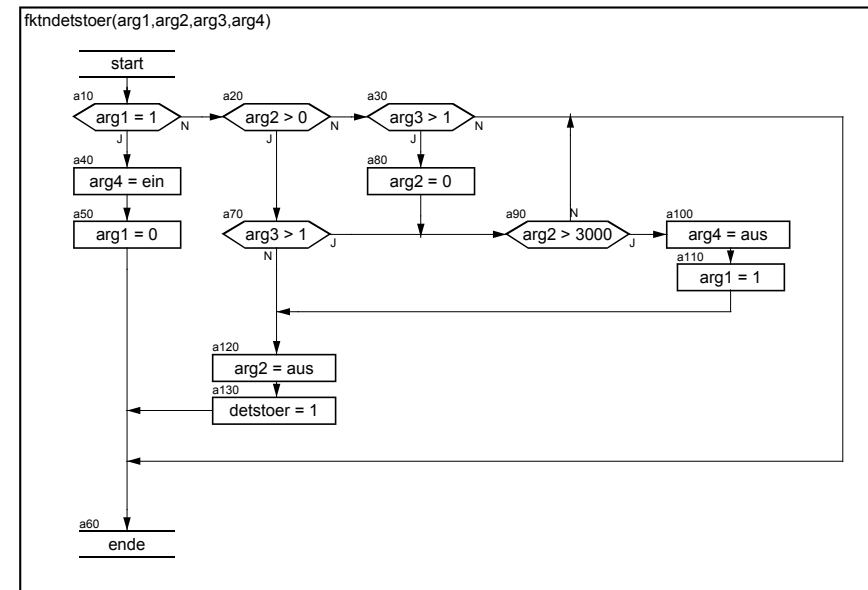 fktndetstoer(arg1,arg2,arg3,arg4)
start
a10
arg1 = 1
N
J
a20
arg2 > 0
N
J
a30
arg3 > 1
N
J
a40
arg4 = ein
a80
arg2 = 0
a50
arg1 = 0
a70
arg3 > 1
J
N
a90
N
arg2 > 3000
J
a100
arg4 = aus
a110
arg1 = 1
a120
arg2 = aus
a130
detstoer = 1
a60
ende